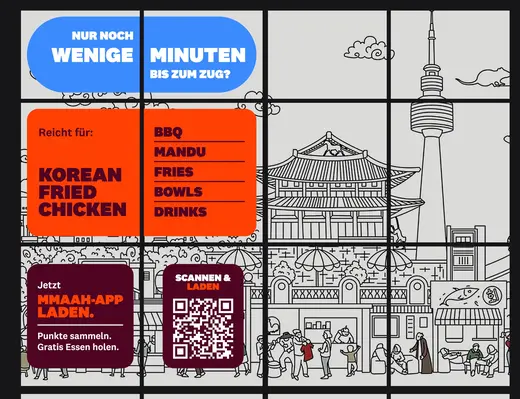 NUR NOCH
WENIGE MINUTEN
BIS ZUM ZUG?
Reicht für:
KOREAN
FRIED
CHICKEN
BBQ
MANDU
FRIES
BOWLS
DRINKS
Jetzt
MMAAH-APP
LADEN.
Punkte sammeln.
Gratis Essen holen.
SCANNEN &
LADEN